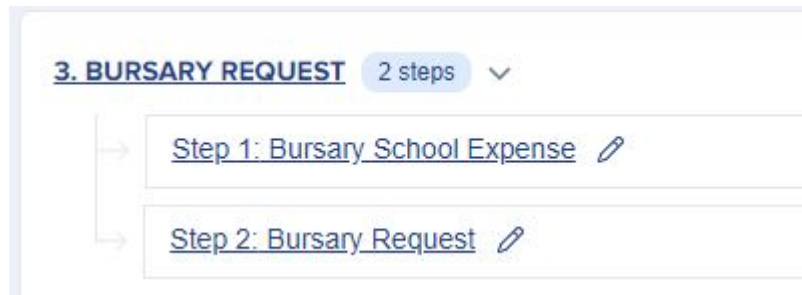 3. BURSARY REQUEST 2 steps
Step 1: Bursary School Expense
Step 2: Bursary Request